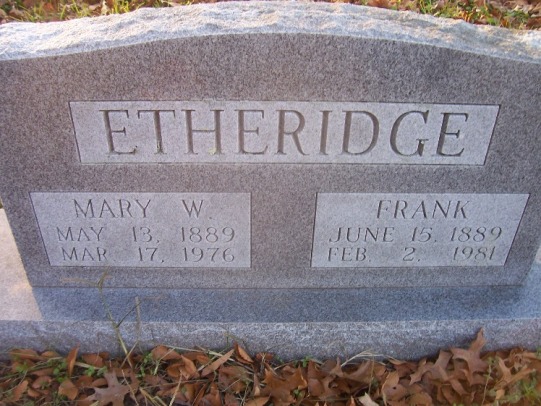 ETHERIDGE
MARY W.
MAY 13, 1889
MAR 17, 1976
FRANK
JUNE 15, 1889
FEB. 2, 1981